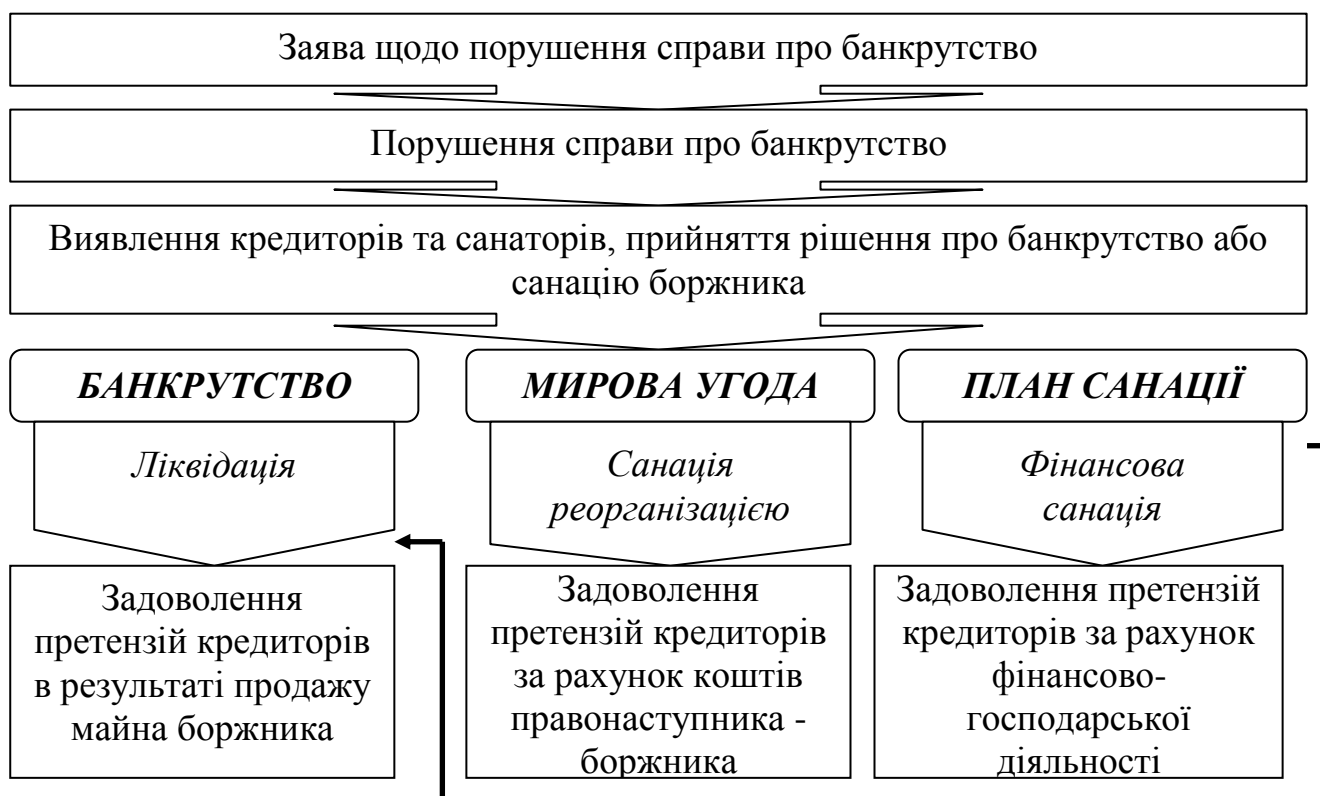 Заява щодо порушення справи про банкрутство
Порушення справи про банкрутство
Виявлення кредиторів та санаторів, прийняття рішення про банкрутство або
санацію боржника
БАНКРУТСТВО
Ліквідація
Задоволення
претензій кредиторів
в результаті продажу
майна боржника
МИРОВА УГОДА
Санація
реорганізацією
Задоволення
претензій кредиторів
за рахунок коштів
правонаступника -
боржника
ПЛАН САНАЦІЇ
Фінансова
санація
Задоволення претензій
кредиторів за рахунок
фінансово-
господарської
діяльності